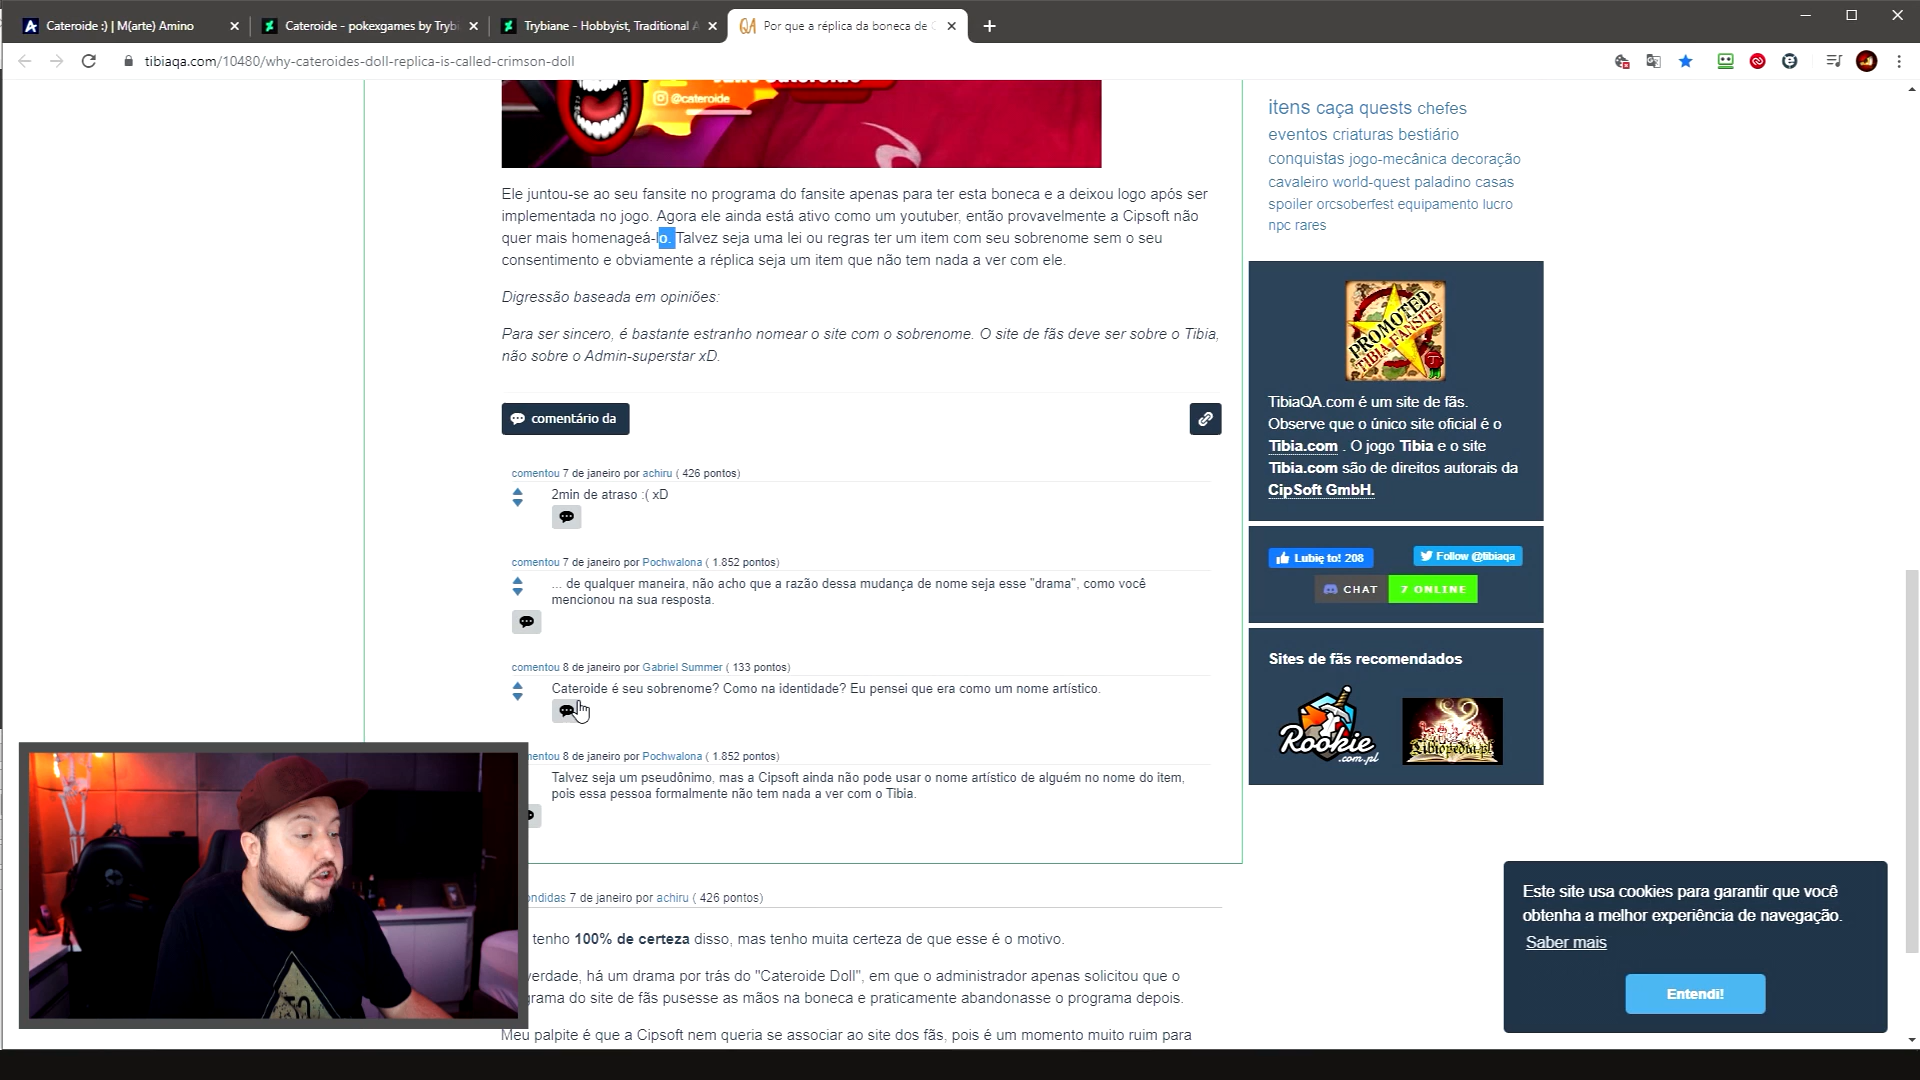 Cateroide :) | M(arte) Amino
Cateroide - pokexgames by Trybi
Trybiane - Hobbyist, Traditional A
Por que a réplica da boneca de C
tibiaqa.com/10480/why-cateroides-doll-replica-is-called-crimson-doll
@cateroide
Ele juntou-se ao seu fansite no programa do fansite apenas para ter esta boneca e a deixou logo após ser
implementada no jogo. Agora ele ainda está ativo como um youtuber, então provavelmente a Cipsoft não
quer mais homenageá-lo. Talvez seja uma lei ou regras ter um item com seu sobrenome sem o seu
consentimento e obviamente a réplica seja um item que não tem nada a ver com ele.
Digressão baseada em opiniões:
Para ser sincero, é bastante estranho nomear o site com o sobrenome. O site de fãs deve ser sobre o Tibia,
não sobre o Admin-superstar xD.
comentário da
comentou 7 de janeiro por achiru ( 426 pontos)
2min de atraso :( xD
comentou 7 de janeiro por Pochwalona ( 1.852 pontos)
... de qualquer maneira, não acho que a razão dessa mudança de nome seja esse "drama", como você
mencionou na sua resposta.
comentou 8 de janeiro por Gabriel Summer ( 133 pontos)
Cateroide é seu sobrenome? Como na identidade? Eu pensei que era como um nome artístico.
mentou 8 de janeiro por Pochwalona ( 1.852 pontos)
Talvez seja um pseudônimo, mas a Cipsoft ainda não pode usar o nome artístico de alguém no nome do item,
pois essa pessoa formalmente não tem nada a ver com o Tibia.
ondidas 7 de janeiro por achiru ( 426 pontos)
tenho 100% de certeza disso, mas tenho muita certeza de que esse é o motivo.
verdade, há um drama por trás do "Cateroide Doll", em que o administrador apenas solicitou que o
grama do site de fãs pusesse as mãos na boneca e praticamente abandonasse o programa depois.
Meu palpite é que a Cipsoft nem queria se associar ao site dos fãs, pois é um momento muito ruim para
itens caça quests chefes
eventos criaturas bestiário
conquistas jogo-mecânica decoração
cavaleiro world-quest paladino casas
spoiler orcsoberfest equipamento lucro
npc rares
PROMOTED
TIBIA FANSITE
TibiaQA.com é um site de fãs.
Observe que o único site oficial é o
Tibia.com . O jogo Tibia e o site
Tibia.com são de direitos autorais da
CipSoft GmbH.
Lubię to! 208
Follow @tibiaqa
CHAT 7 ONLINE
Sites de fãs recomendados
Rookie
.com.pl
Tibiopedia.pl
Este site usa cookies para garantir que você
obtenha a melhor experiência de navegação.
Saber mais
Entendi!